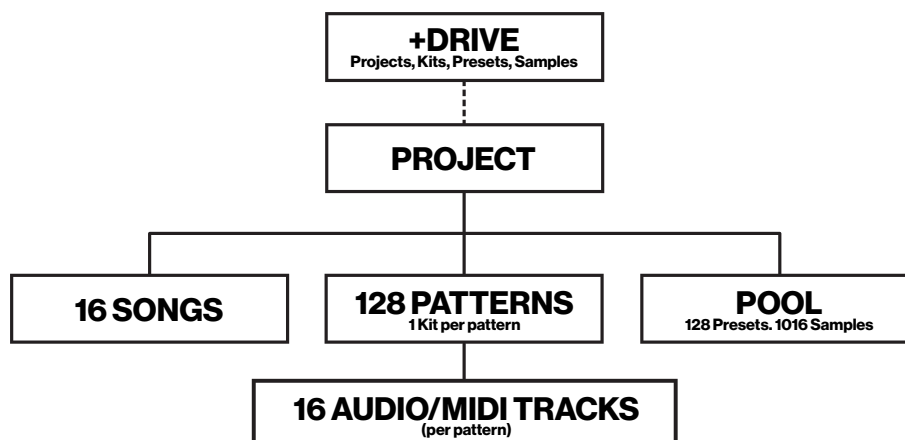 +DRIVE
Projects, Kits, Presets, Samples
PROJECT
16 SONGS
128 PATTERNS
1 Kit per pattern
POOL
128 Presets. 1016 Samples
16 AUDIO/MIDI TRACKS
(per pattern)